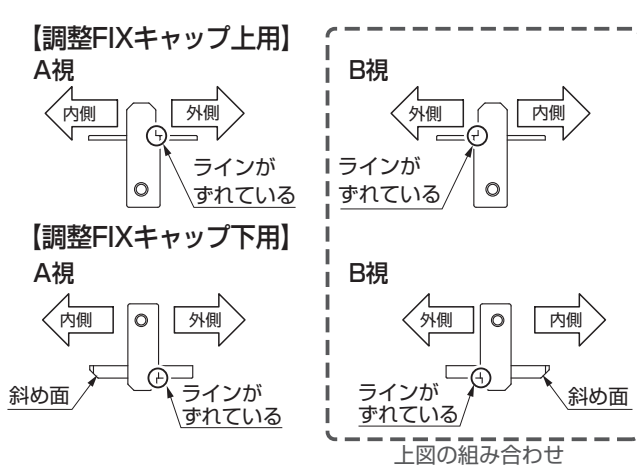 【調整FIXキャップ上用】
A視
内側
外側
ラインが
ずれている
B視
外側
内側
ラインが
ずれている
【調整FIXキャップ下用】
A視
内側
外側
斜め面
ラインが
ずれている
B視
外側
内側
ラインが
ずれている
斜め面
上図の組み合わせ